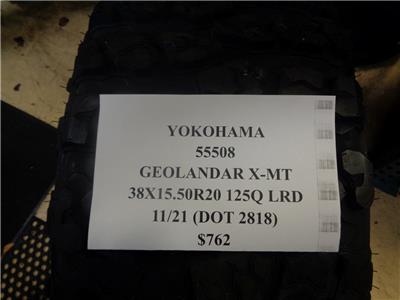 YOKOHAMA
55508
GEOLANDAR X-MT
38X15.50R20 125Q LRD
11/21 (DOT 2818)
$762